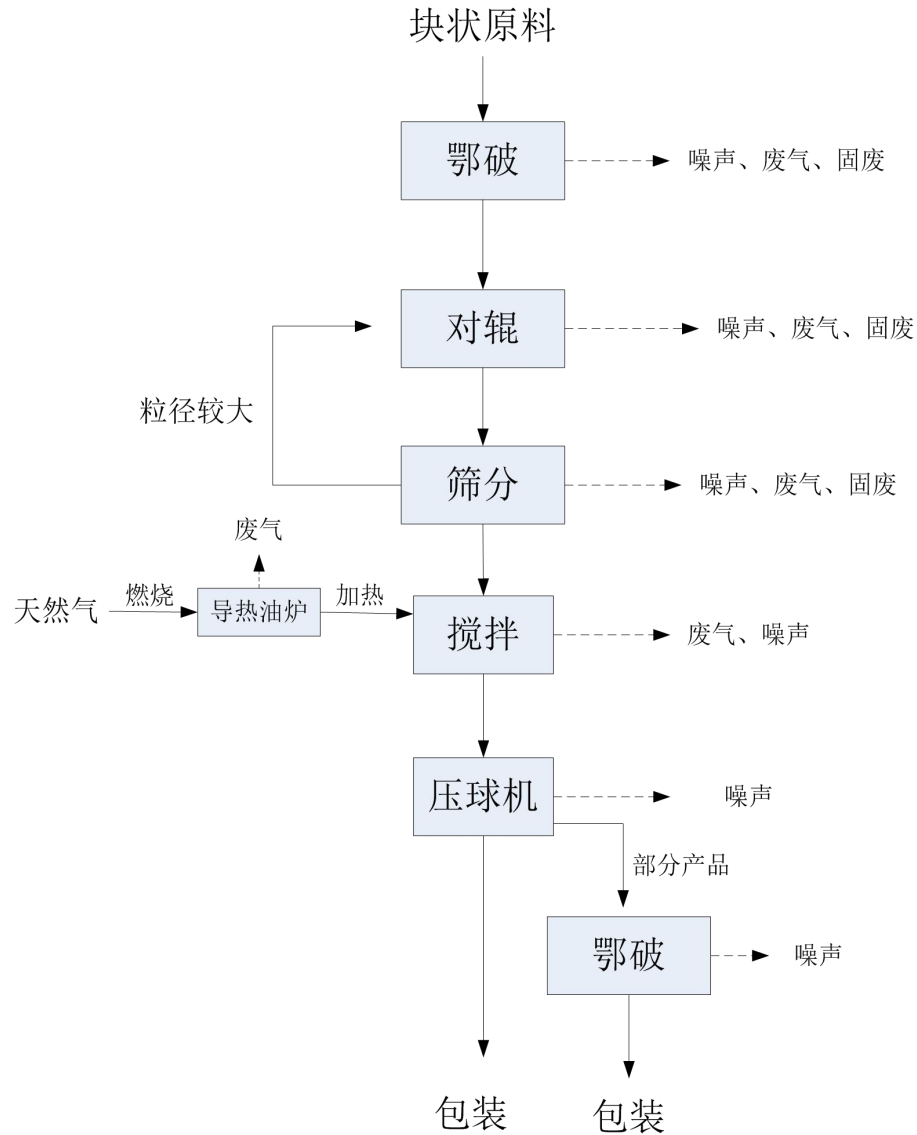 块状原料
鄂破
噪声、废气、固废
对辊
噪声、废气、固废
粒径较大
筛分
噪声、废气、固废
废气
天然气
燃烧
导热油炉
加热
搅拌
废气、噪声
压球机
噪声
部分产品
鄂破
噪声
包装
包装